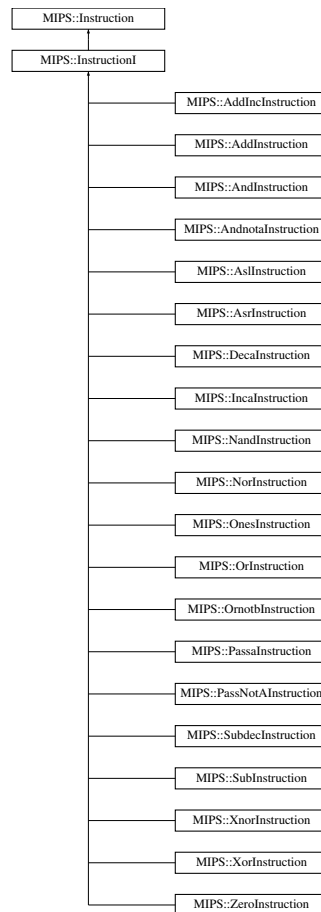 MIPS::Instruction
MIPS::InstructionI
MIPS::AddIncInstruction
MIPS::AddInstruction
MIPS::AndInstruction
MIPS::AndnotaInstruction
MIPS::AslInstruction
MIPS::AsrInstruction
MIPS::DecaInstruction
MIPS::IncaInstruction
MIPS::NandInstruction
MIPS::NorInstruction
MIPS::OnesInstruction
MIPS::OrInstruction
MIPS::OrnotbInstruction
MIPS::PassaInstruction
MIPS::PassNotAInstruction
MIPS::SubdecInstruction
MIPS::SubInstruction
MIPS::XnorInstruction
MIPS::XorInstruction
MIPS::ZeroInstruction